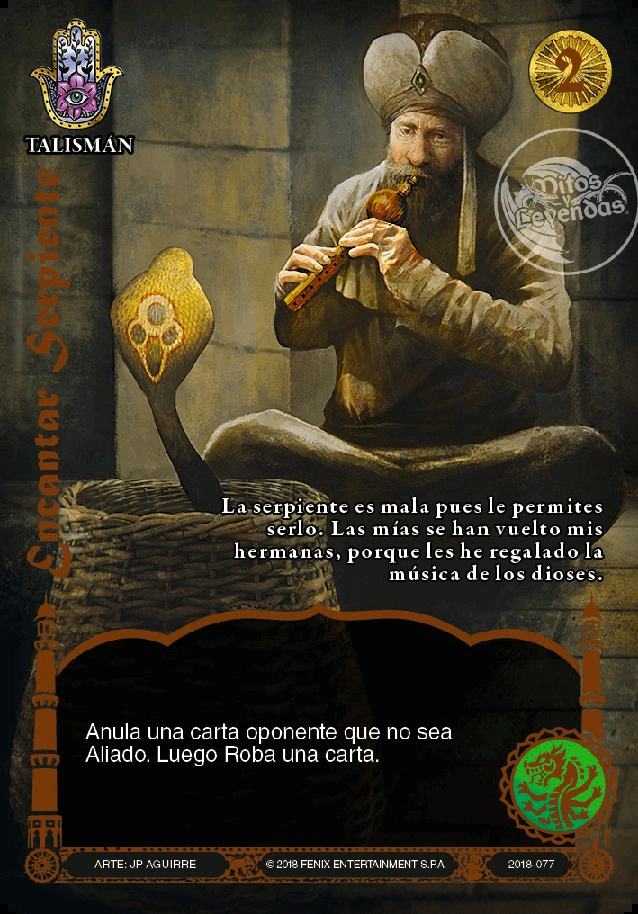 2
TALISMÁN
Mitos
y
Leyendas
Encantar Serpiente
La serpiente es mala pues le permites
serlo. Las mías se han vuelto mis
hermanas, porque les he regalado la
música de los dioses.
Anula una carta oponente que no sea
Aliado. Luego Roba una carta.
ARTE: JP AGUIRRE
© 2018 FENIX ENTERTAINMENT S.P.A.
2018-077